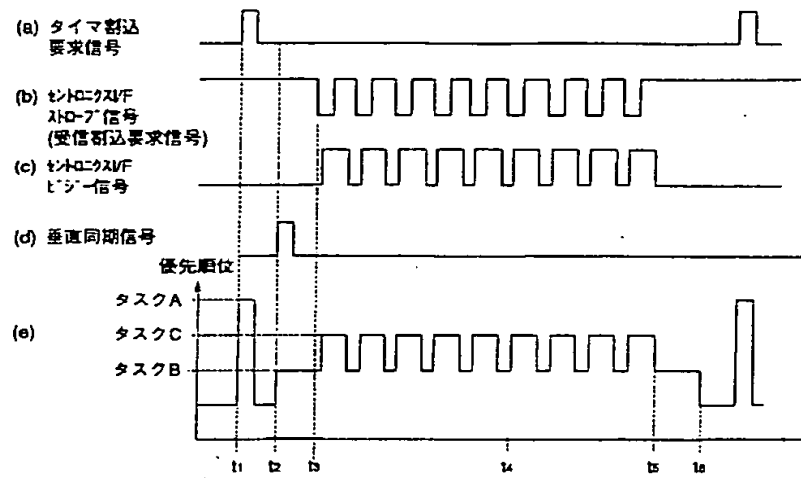 (a) タイマ割込
要求信号
(b) セントロニクスI/F
ストローブ信号
(受信割込要求信号)
(c) セントロニクスI/F
ビジー信号
(d) 垂直同期信号
優先順位
(e)
タスクA
タスクC
タスクB
t1 t2 t3 t4 t5 t6